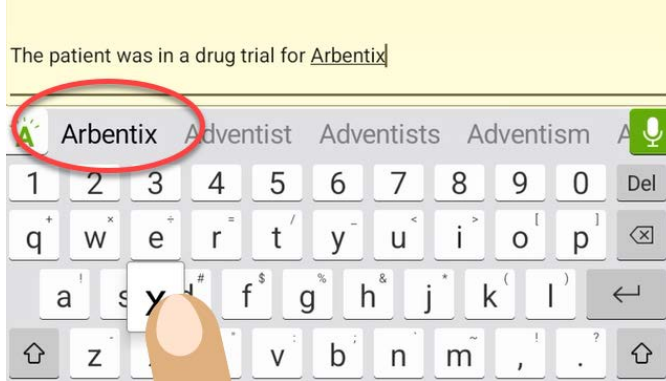 The patient was in a drug trial for Arbentix
A Arbentix Adventist Adventists Adventism A
1 2 3 4 5 6 7 8 9 0 Del
+ × ÷ = / _ < > [ ]
q w e r t y u i o p
! # $ % & * ( )
a s d f g h j k l
x
- ' : ; ~ ! ?
z v b n m , .